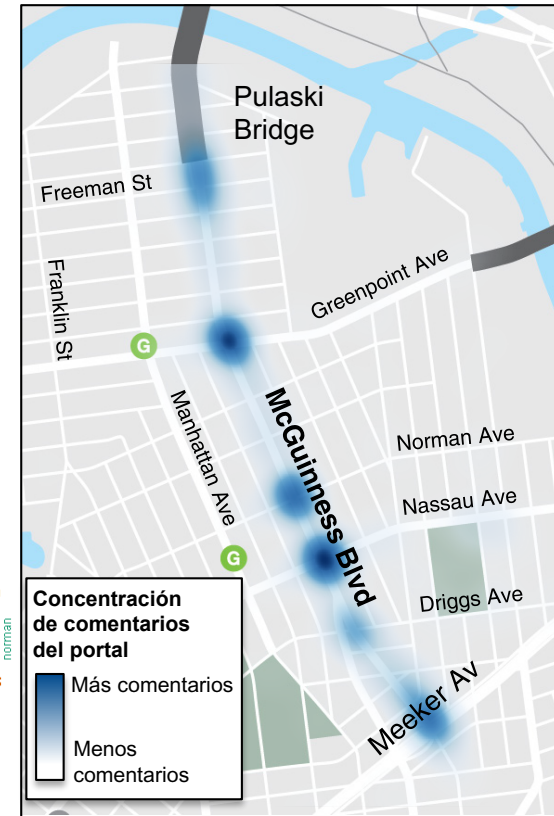 Pulaski
Bridge
Freeman St
Franklin St
Greenpoint Ave
G
Manhattan Ave
McGuinness Blvd
Norman Ave
Nassau Ave
G
Driggs Ave
Meeker Av
Concentración
de comentarios
del portal
Más comentarios
Menos
comentarios
norman